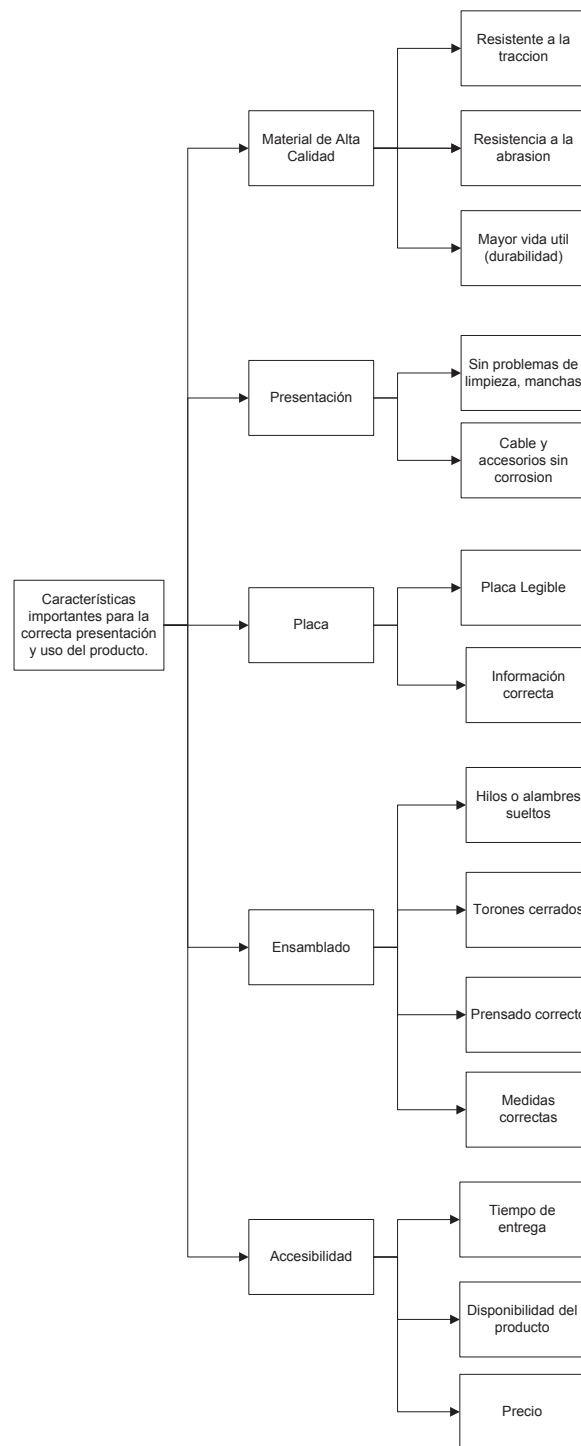 Resistente a la
traccion
Material de Alta
Calidad
Resistencia a la
abrasion
Mayor vida util
(durabilidad)
Presentación
Sin problemas de
limpieza, manchas
Cable y
accesorios sin
corrosion
Características
importantes para la
correcta presentación
y uso del producto.
Placa
Placa Legible
Información
correcta
Ensamblado
Hilos o alambres
sueltos
Torones cerrados
Prensado correcto
Medidas
correctas
Accesibilidad
Tiempo de
entrega
Disponibilidad del
producto
Precio